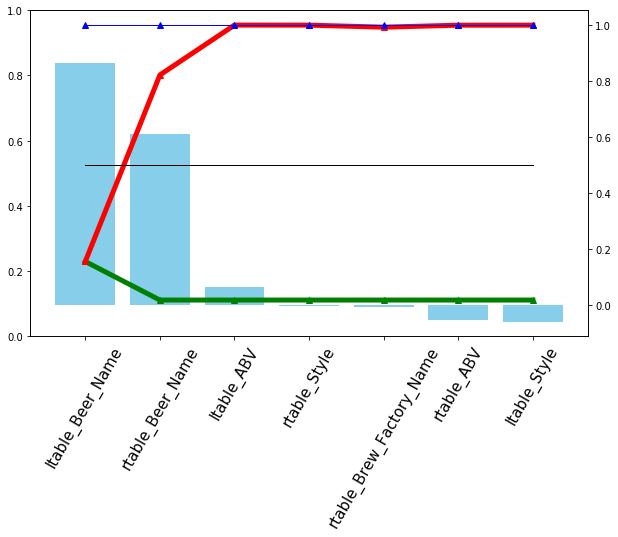 1.0
0.8
0.6
0.4
0.2
0.0
1.0
0.8
0.6
0.4
0.2
0.0
ltable_Beer_Name
rtable_Beer_Name
ltable_ABV
rtable_Style
rtable_Brew_Factory_Name
rtable_ABV
ltable_Style